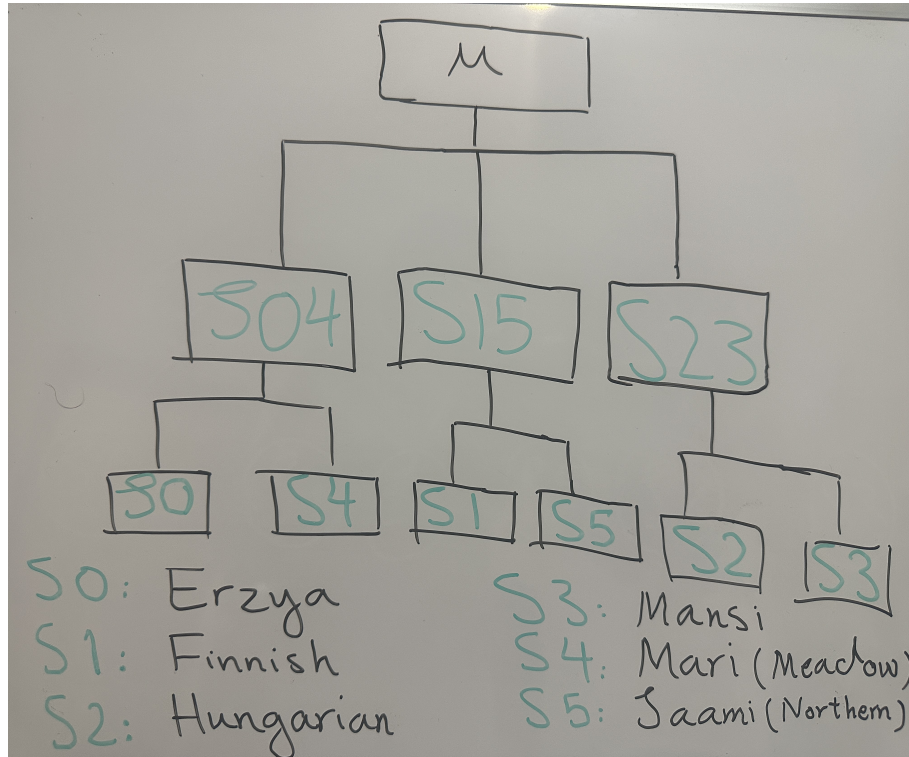 M
S04 S15 S23
S0 S4 S1 S5 S2 S3
S0: Erzya
S1: Finnish
S2: Hungarian
S3: Mansi
S4: Mari (Meadow)
S5: Saami (Northern)